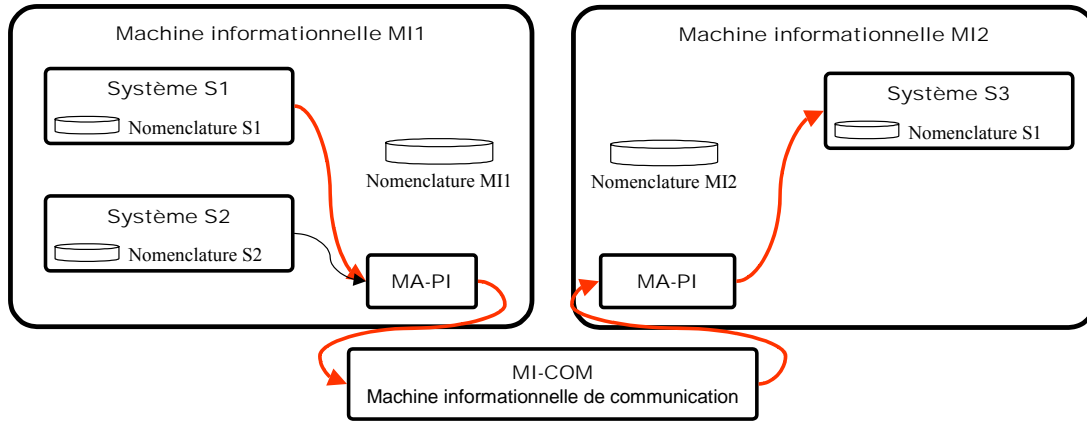 Machine informationnelle MI1
Système S1
Nomenclature S1
Nomenclature MI1
Système S2
Nomenclature S2
MA-PI
Machine informationnelle MI2
Système S3
Nomenclature S1
Nomenclature MI2
MA-PI
MI-COM
Machine informationnelle de communication